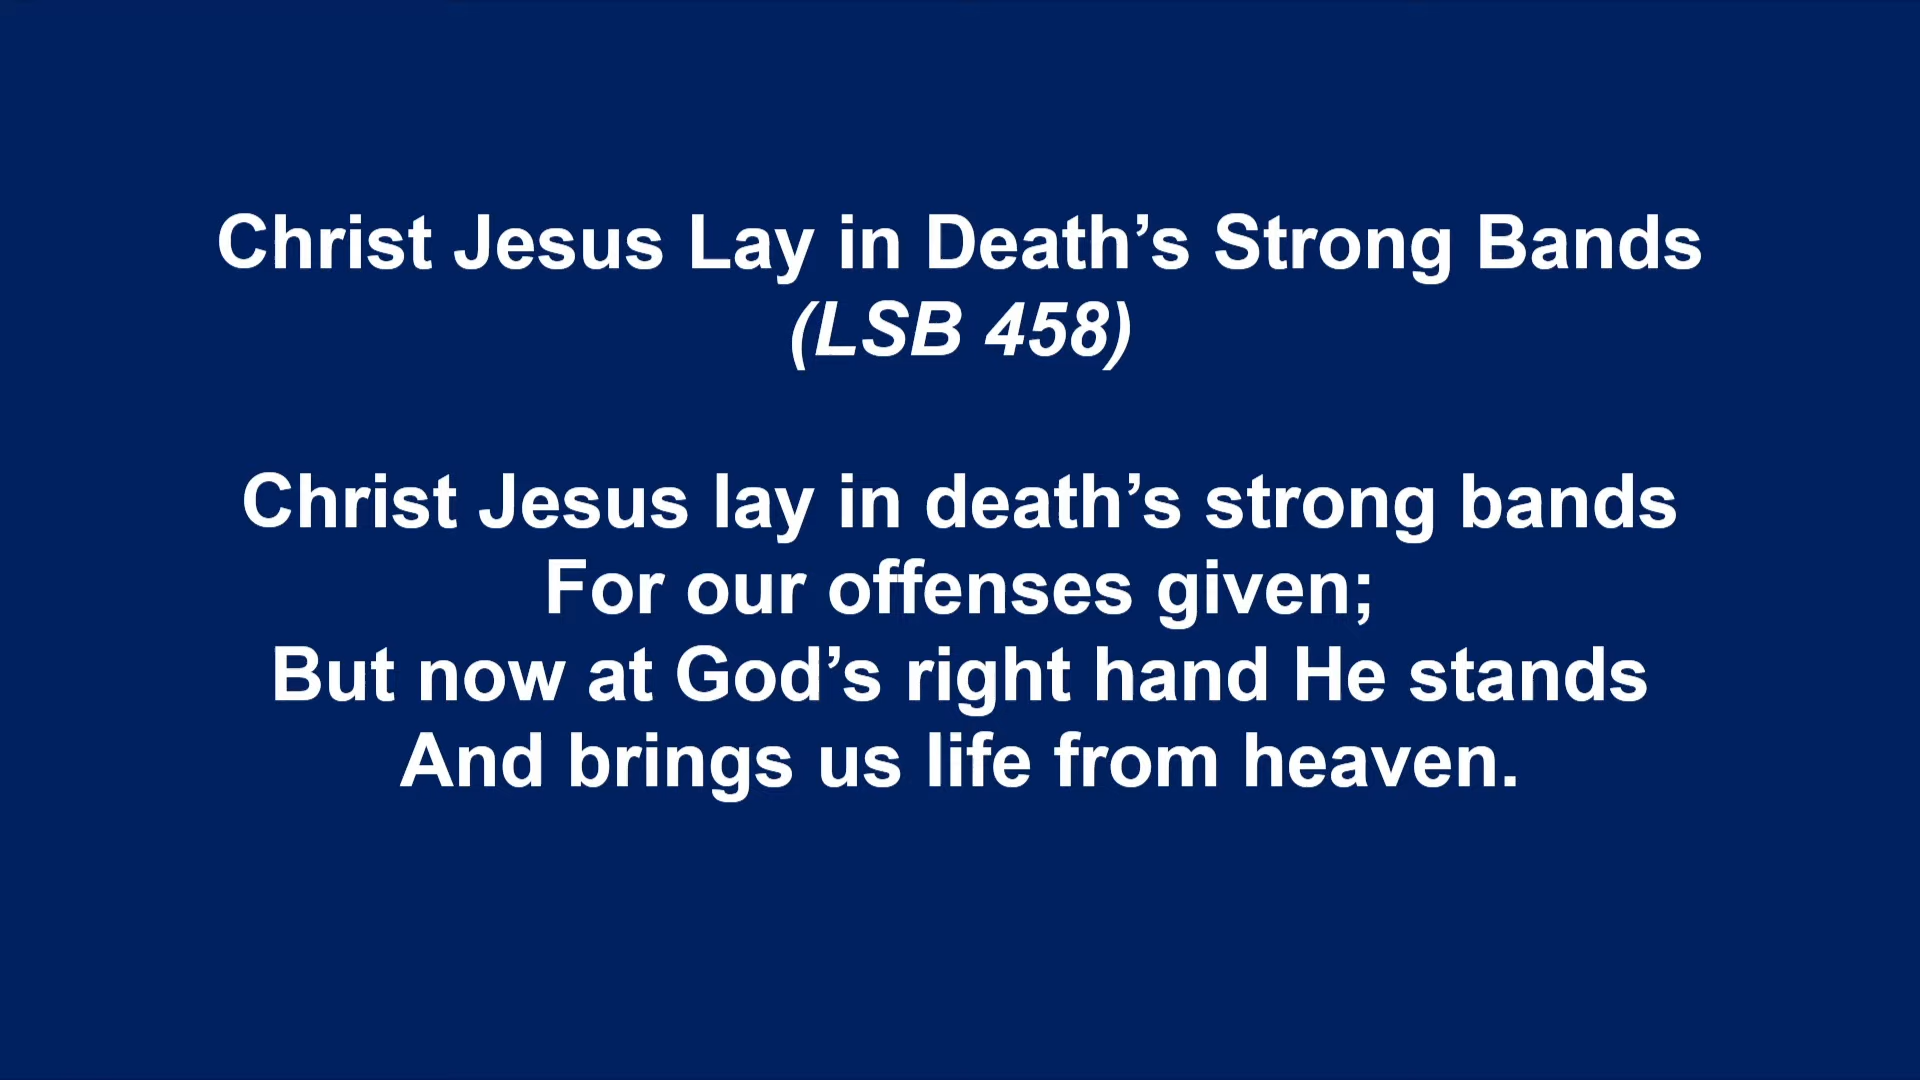 Christ Jesus Lay in Death’s Strong Bands
(LSB 458)
Christ Jesus lay in death’s strong bands
For our offenses given;
But now at God’s right hand He stands
And brings us life from heaven.